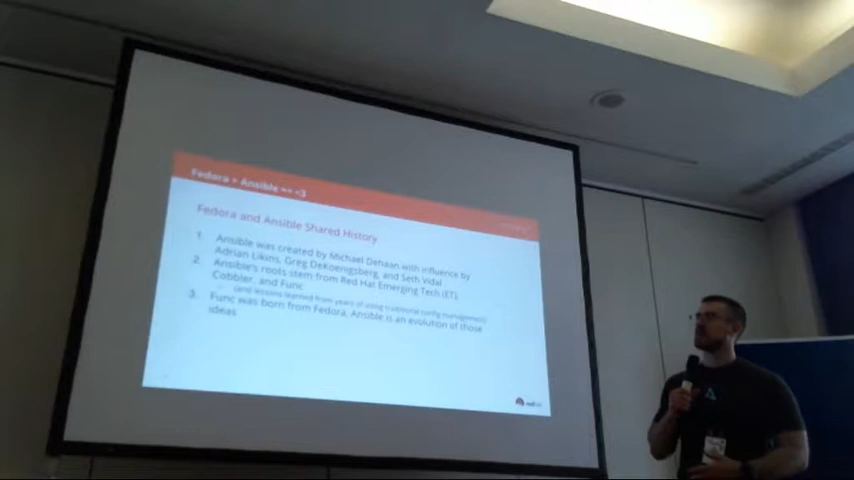 Fedora + Ansible == <3
Fedora and Ansible Shared History
1. Ansible was created by Michael DeHaan with influence by
Adrian Likins, Greg DeKoenigsberg, and Seth Vidal
2. Ansible's roots stem from Red Hat Emerging Tech (ET),
Cobbler, and Func
(and lessons learned from years of using traditional config management)
3. Func was born from Fedora, Ansible is an evolution of those
ideas